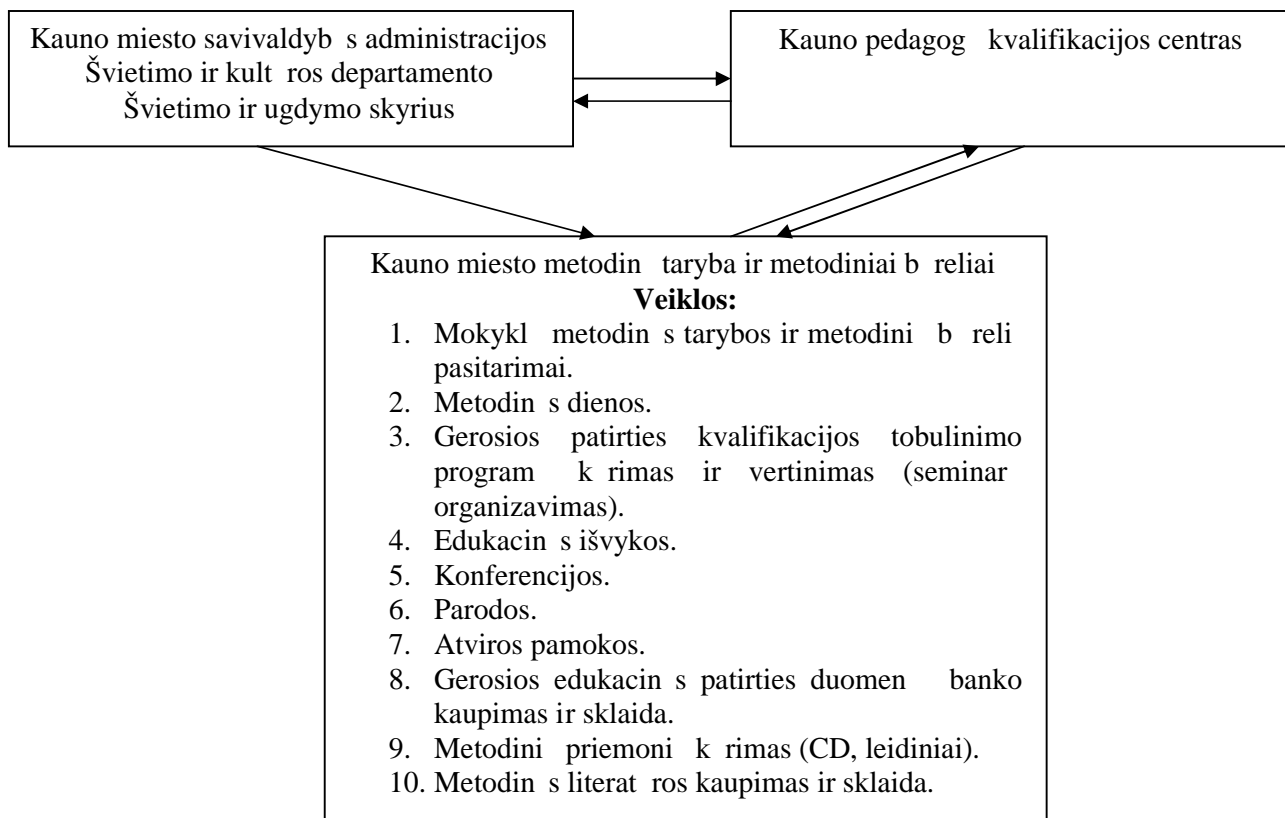 Kauno miesto savivaldyb s administracijos
Švietimo ir kult ros departamento
Švietimo ir ugdymo skyrius
Kauno pedagog kvalifikacijos centras
Kauno miesto metodin taryba ir metodiniai b reliai
Veiklos:
1. Mokykl metodin s tarybos ir metodini b reli
pasitarimai.
2. Metodin s dienos.
3. Gerosios patirties kvalifikacijos tobulinimo
program k rimas ir vertinimas (seminar
organizavimas).
4. Edukacin s išvykos.
5. Konferencijos.
6. Parodos.
7. Atviros pamokos.
8. Gerosios edukacin s patirties duomen banko
kaupimas ir sklaida.
9. Metodini priemoni k rimas (CD, leidiniai).
10. Metodin s literat ros kaupimas ir sklaida.